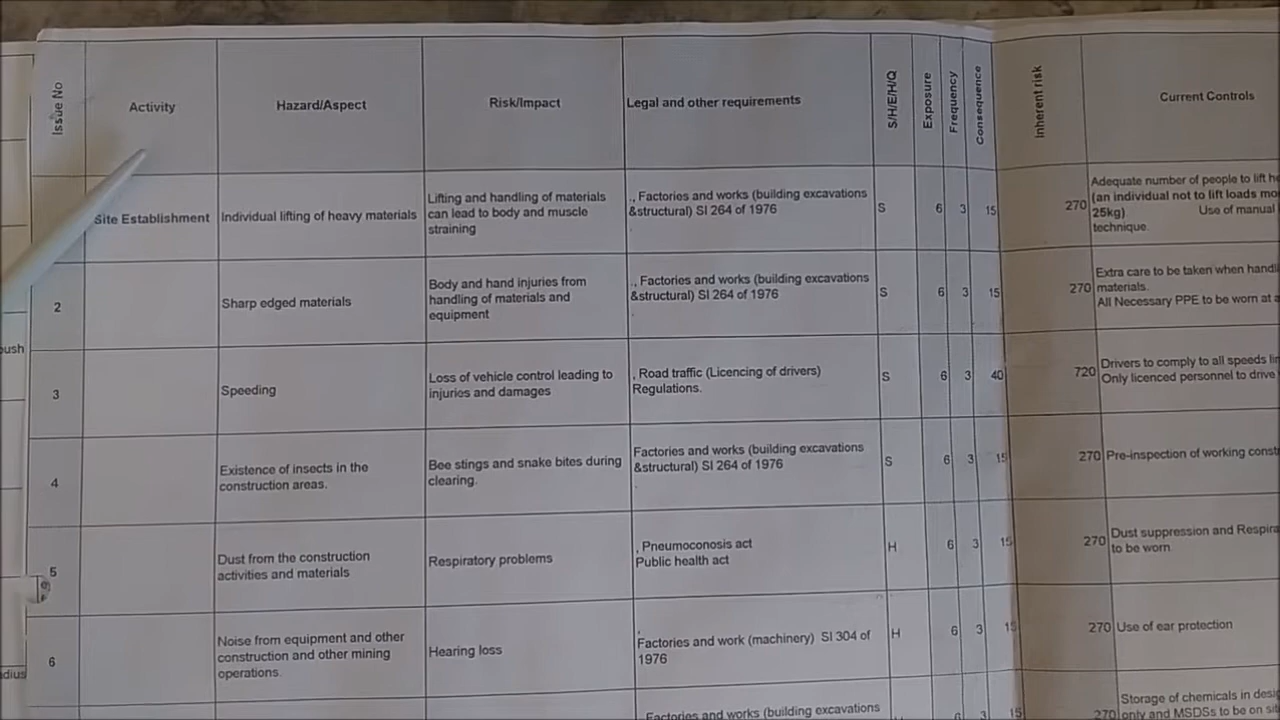 Issue No Activity Hazard/Aspect Risk/Impact Legal and other requirements S/H/E/H/Q Exposure Frequency Consequence Inherent risk Current Controls
Site Establishment Individual lifting of heavy materials
Lifting and handling of materials
can lead to body and muscle
straining
., Factories and works (building excavations
&structural) SI 264 of 1976
S 6 3 15 270
Adequate number of people to lift
(an individual not to lift loads
25kg) Use of manual
technique.
2 Sharp edged materials
Body and hand injuries from
handling of materials and
equipment
., Factories and works (building excavations
&structural) SI 264 of 1976
S 6 3 15 270
Extra care to be taken when
materials.
All Necessary PPE to be worn at
3 Speeding
Loss of vehicle control leading to
injuries and damages
, Road traffic (Licencing of drivers)
Regulations.
S 6 3 40 720
Drivers to comply to all speeds
Only licenced personnel to drive
4
Existence of insects in the
construction areas.
Bee stings and snake bites during
clearing.
Factories and works (building excavations
&structural) SI 264 of 1976
S 6 3 15 270 Pre-inspection of working
5
Dust from the construction
activities and materials
Respiratory problems
, Pneumoconosis act
Public health act
H 6 3 15 270
Dust suppression and
to be worn
6
Noise from equipment and other
construction and other mining
operations.
Hearing loss
Factories and work (machinery) SI 304 of
1976
H 6 3 15 270 Use of ear protection
Factories and works (building excavations
3 15 270
Storage of chemicals in
only and MSDSs to be on